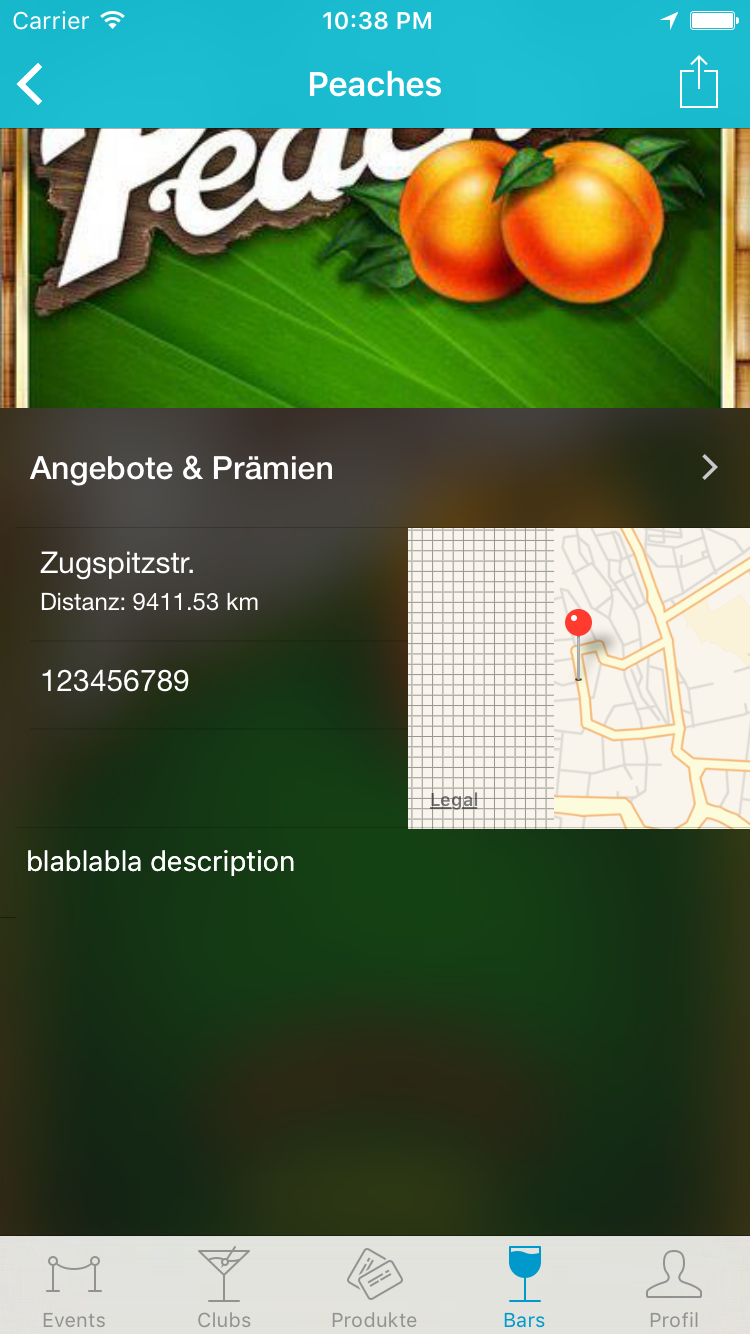 Carrier 10:38 PM
Peaches
Angebote & Prämien
Zugspitzstr.
Distanz: 9411.53 km
123456789
Legal
blablabla description
Events Clubs Produkte Bars Profil